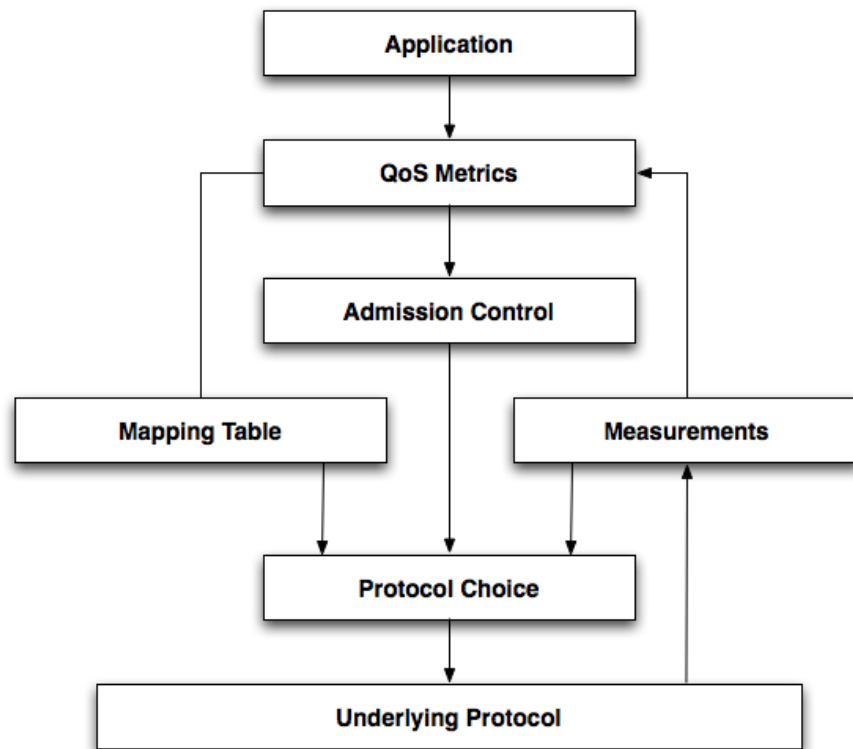 Application
QoS Metrics
Admission Control
Mapping Table
Measurements
Protocol Choice
Underlying Protocol